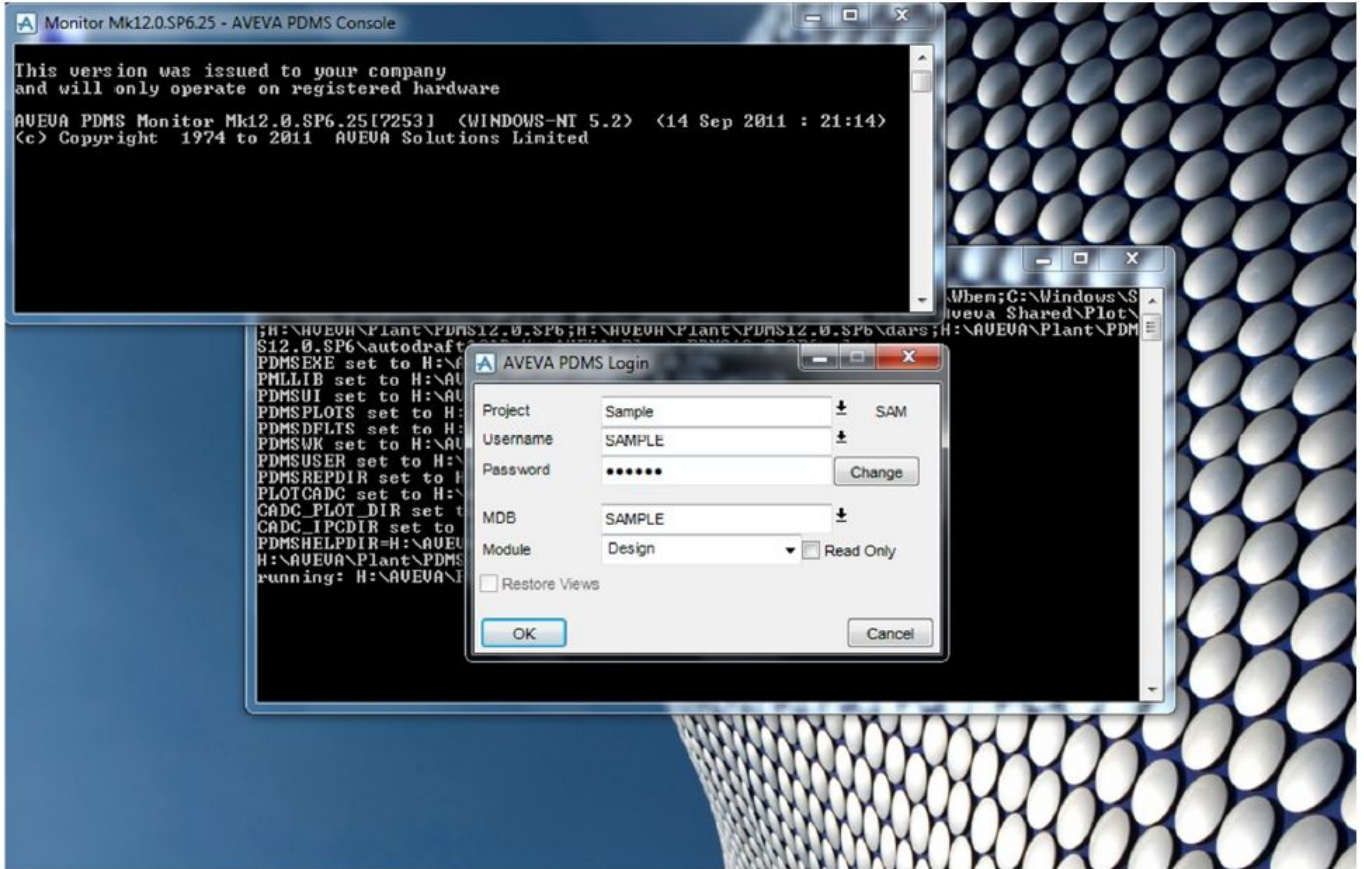 Monitor Mk12.0.SP6.25 - AVEVA PDMS Console
This version was issued to your company
and will only operate on registered hardware
AVEVA PDMS Monitor Mk12.0.SP6.25[7253] (WINDOWS-NT 5.2) (14 Sep 2011 : 21:14)
(c) Copyright 1974 to 2011 AVEVA Solutions Limited
\Wbem;C:\Windows\S
Aveva Shared\Plot\
;H:\AVEVA\Plant\PDMS12.0.SP6;H:\AVEVA\Plant\PDMS12.0.SP6\dars;H:\AVEVA\Plant\PDM
S12.0.SP6\autodraft
PDMSEXE set to H:\A
PMLLIB set to H:\AV
PDMSUI set to H:\AV
PDMSPLOTS set to H:
PDMSDFLTS set to H:
PDMSWK set to H:\AV
PDMSUSER set to H:\
PDMSREPDIR set to H
PLOTCADC set to H:\
CADC_PLOT_DIR set t
CADC_IPCDIR set to
PDMSHELPDIR=H:\AVEV
H:\AVEVA\Plant\PDMS
running: H:\AVEVA\P
AVEVA PDMS Login
Project Sample SAM
Username SAMPLE
Password •••••• Change
MDB SAMPLE
Module Design Read Only
Restore Views
OK Cancel